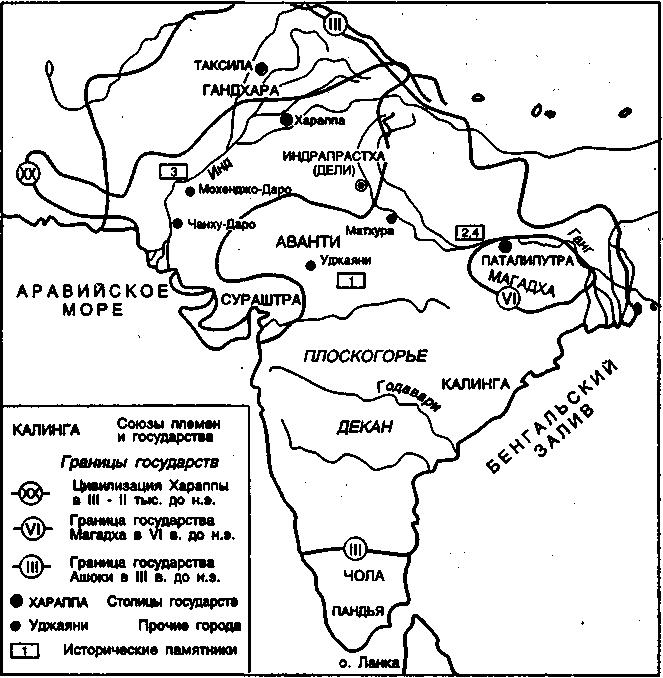 III
ТАКСИЛА
ГАНДХАРА
Хараппа
XX
3
Инд
ИНДРАПРАСТХА
(ДЕЛИ)
Мохенджо-Даро
Чанху-Даро
Матхура
2,4
Ганг
АВАНТИ
Уджаяни
1
ПАТАЛИПУТРА
МАГАДХА
VI
АРАВИЙСКОЕ
МОРЕ
СУРАШТРА
ПЛОСКОГОРЬЕ
Годавари
КАЛИНГА
ДЕКАН
БЕНГАЛЬСКИЙ
ЗАЛИВ
III
ЧОЛА
ПАНДЬЯ
о. Ланка
КАЛИНГА Союзы племен
и государства
Границы государств
XX Цивилизация Хараппы
в III - II тыс. до н.э.
VI Граница государства
Магадха в VI в. до н.э.
III Граница государства
Ашоки в III в. до н.э.
ХАРАППА Столицы государств
Уджаяни Прочие города
1 Исторические памятники